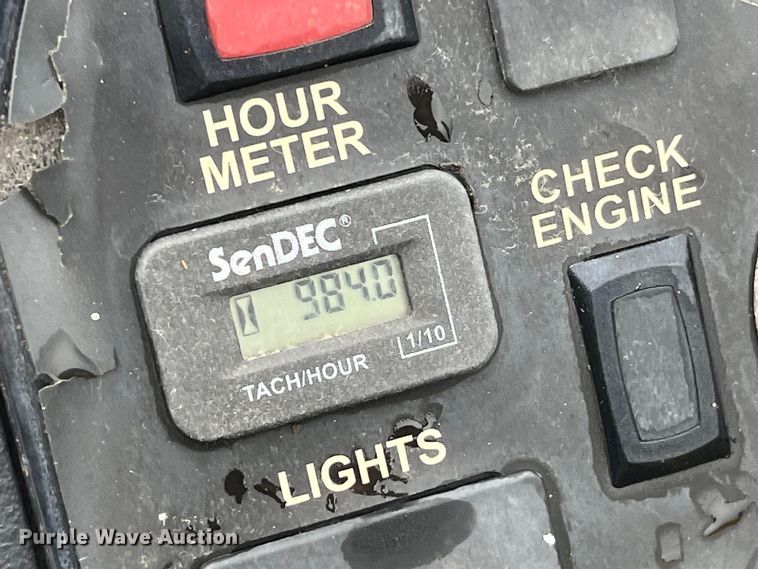 HOUR
METER
CHECK
ENGINE
SenDEC®
984.0
1/10
TACH/HOUR
LIGHTS
Purple Wave Auction